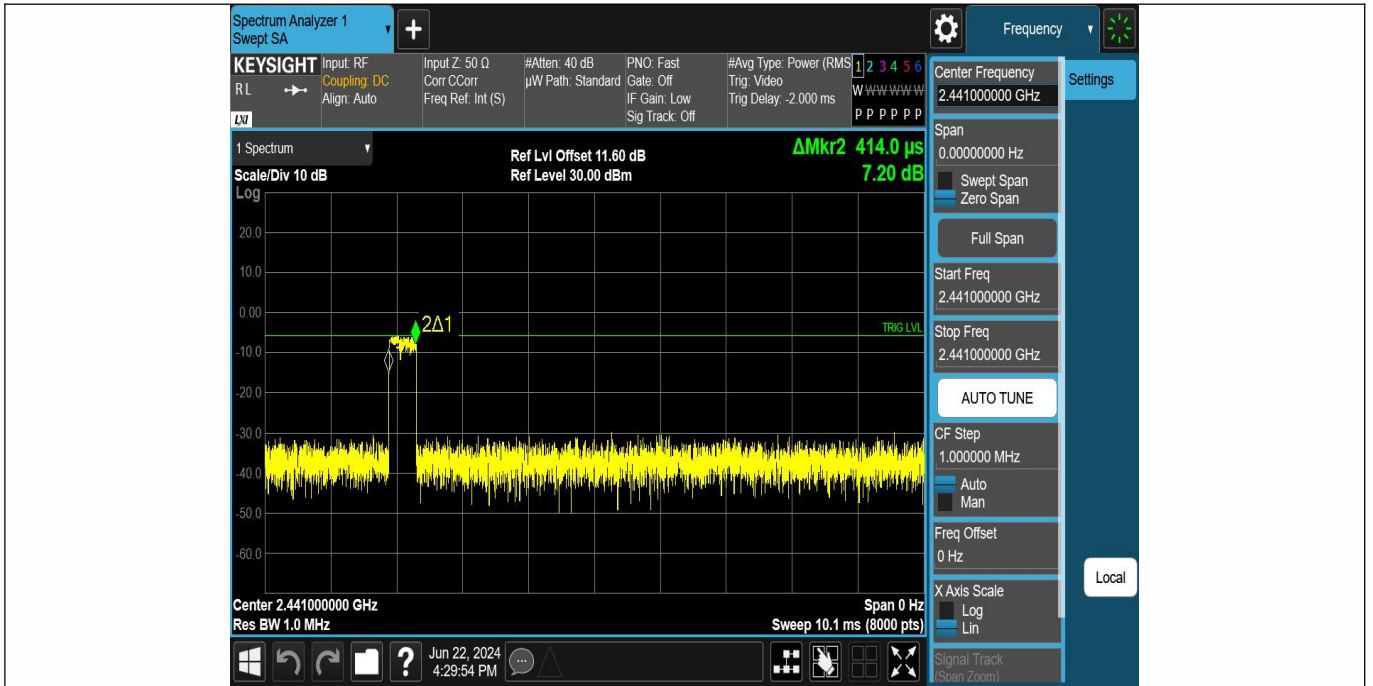 Spectrum Analyzer 1
Swept SA
+
Frequency
KEYSIGHT
R L
LXI
Input: RF
Coupling: DC
Align: Auto
Input Z: 50 Ω
Corr CCorr
Freq Ref: Int (S)
#Atten: 40 dB
µW Path: Standard
PNO: Fast
Gate: Off
IF Gain: Low
Sig Track: Off
#Avg Type: Power (RMS
Trig: Video
Trig Delay: -2.000 ms
1 2 3 4 5 6
W W W W W W
P P P P P P
Center Frequency
2.441000000 GHz
Settings
1 Spectrum
Scale/Div 10 dB
Ref Lvl Offset 11.60 dB
Ref Level 30.00 dBm
ΔMkr2 414.0 µs
7.20 dB
Log
20.0
10.0
0.00
-10.0
-20.0
-30.0
-40.0
-50.0
-60.0
2Δ1
TRIG LVL
Center 2.441000000 GHz
Res BW 1.0 MHz
Span 0 Hz
Sweep 10.1 ms (8000 pts)
Span
0.00000000 Hz
Swept Span
Zero Span
Full Span
Start Freq
2.441000000 GHz
Stop Freq
2.441000000 GHz
AUTO TUNE
CF Step
1.000000 MHz
Auto
Man
Freq Offset
0 Hz
X Axis Scale
Log
Lin
Signal Track
(Span Zoom)
Local
?
Jun 22, 2024
4:29:54 PM